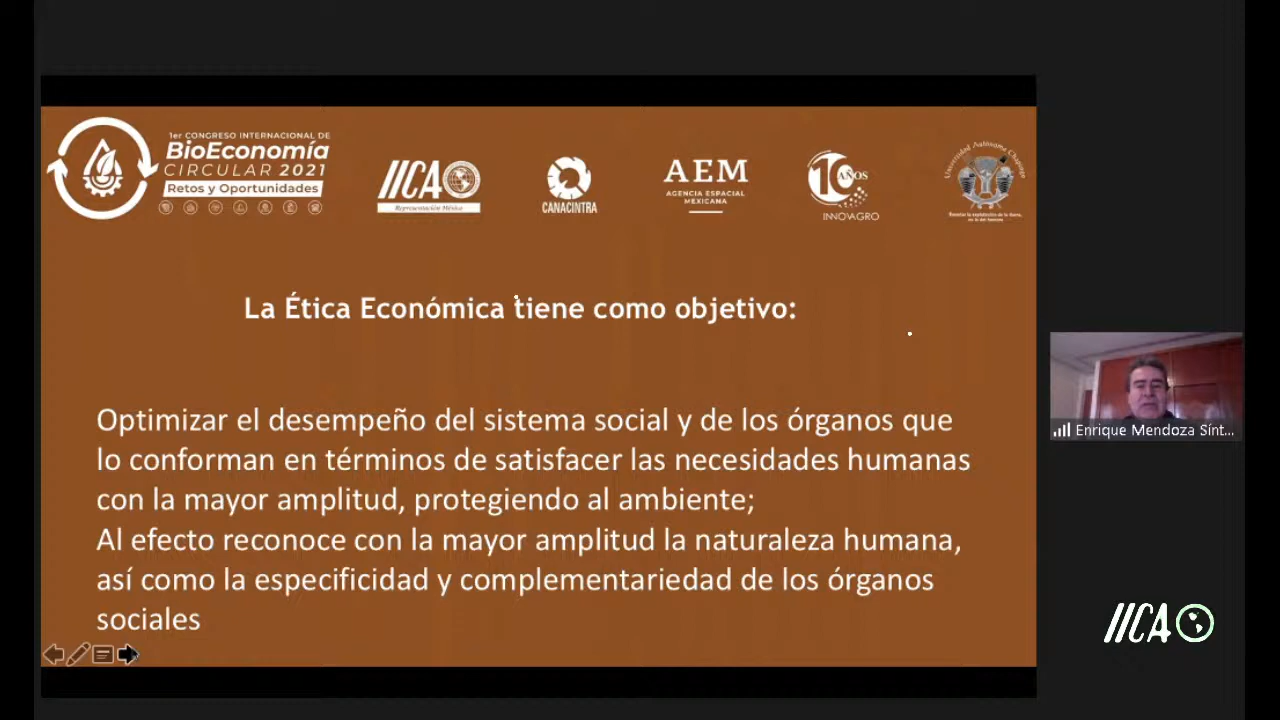 1er CONGRESO INTERNACIONAL DE
BioEconomía
CIRCULAR 2021
Retos y Oportunidades
IICA
Representación México
CANACINTRA
AEM
AGENCIA ESPACIAL
MEXICANA
10 AÑOS
INNOVAGRO
Universidad Autónoma Chapingo
La Ética Económica tiene como objetivo:
Optimizar el desempeño del sistema social y de los órganos que
lo conforman en términos de satisfacer las necesidades humanas
con la mayor amplitud, protegiendo al ambiente;
Al efecto reconoce con la mayor amplitud la naturaleza humana,
así como la especificidad y complementariedad de los órganos
sociales
Enrique Mendoza Sínt...
IICA